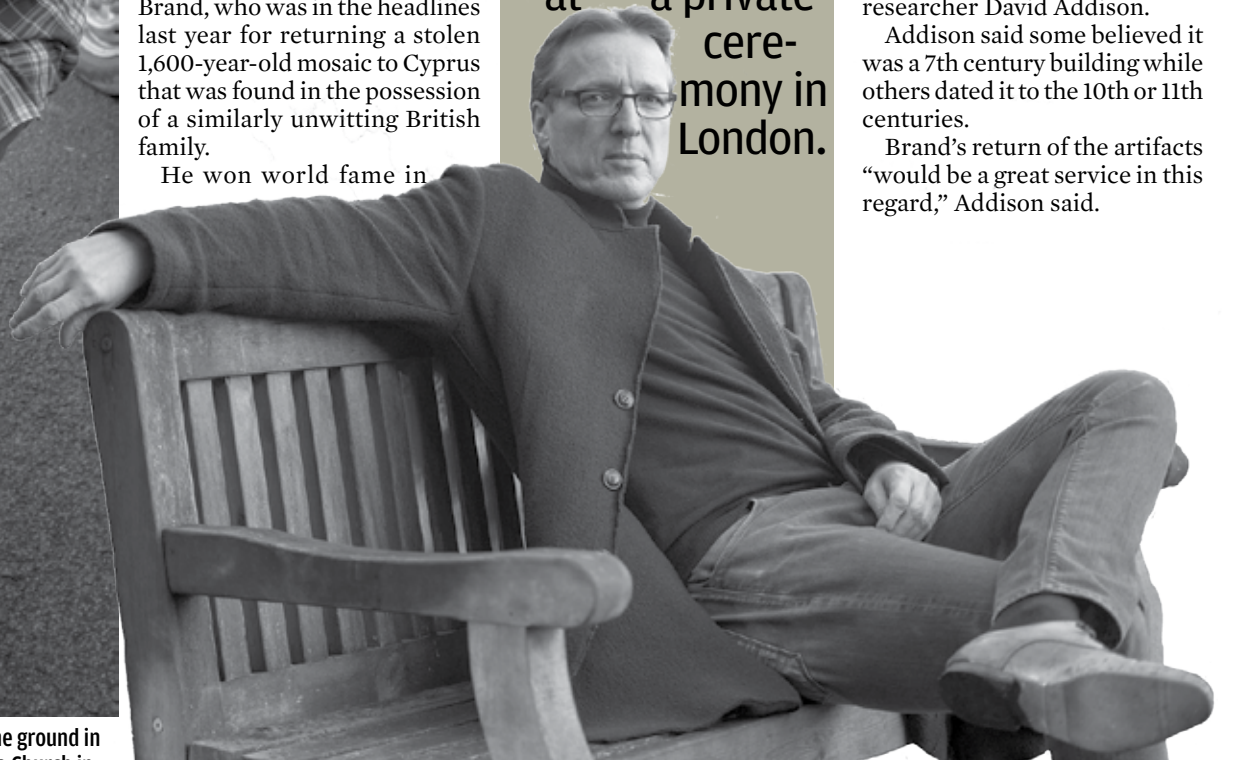 Brand, who was in the headlines
last year for returning a stolen
1,600-year-old mosaic to Cyprus
that was found in the possession
of a similarly unwitting British
family.
He won world fame in
at a private
cere-
mony in
London.
researcher David Addison.
Addison said some believed it
was a 7th century building while
others dated it to the 10th or 11th
centuries.
Brand’s return of the artifacts
“would be a great service in this
regard,” Addison said.
ne ground in
Church in